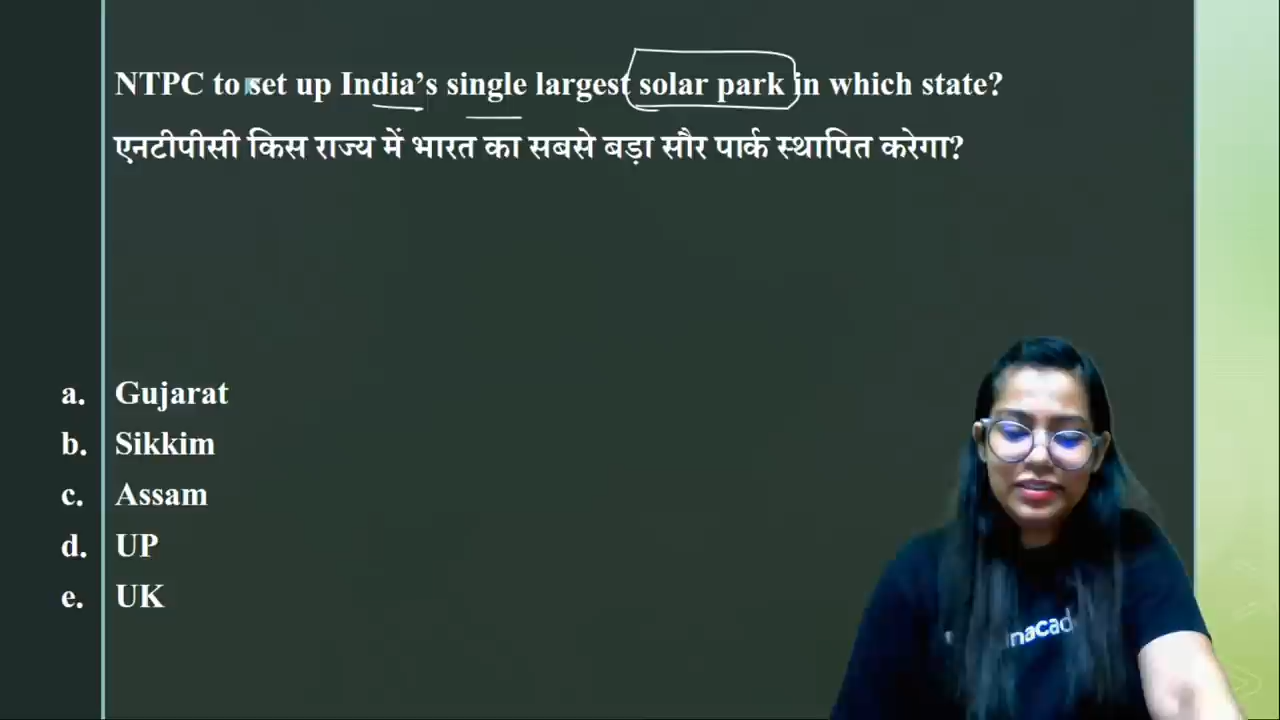 NTPC to set up India's single largest solar park in which state?
एनटीपीसी किस राज्य में भारत का सबसे बड़ा सौर पार्क स्थापित करेगा?
a. Gujarat
b. Sikkim
c. Assam
d. UP
e. UK
nacad